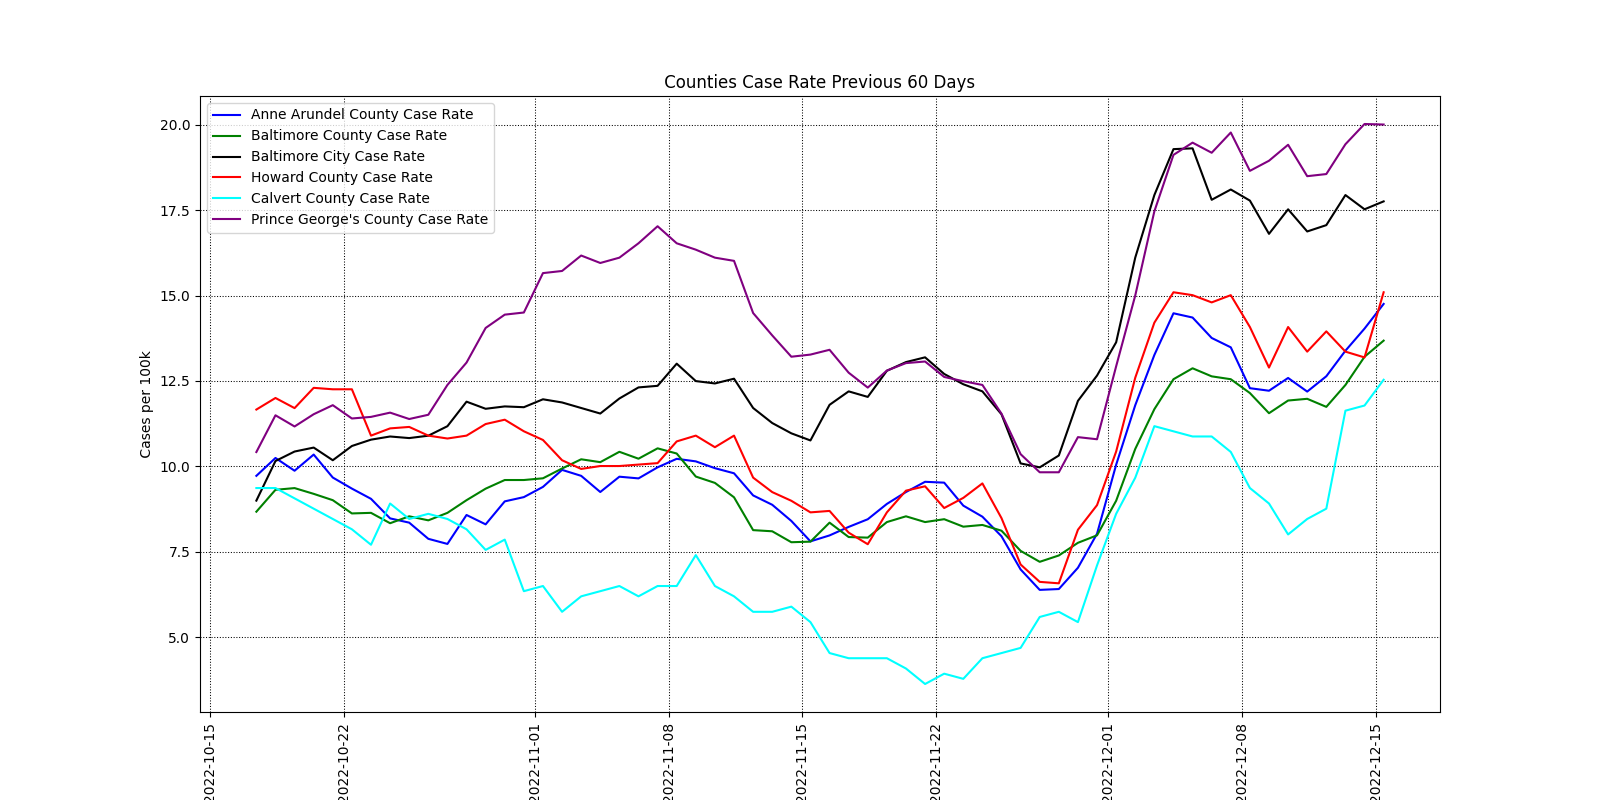 Counties Case Rate Previous 60 Days
Anne Arundel County Case Rate
Baltimore County Case Rate
Baltimore City Case Rate
Howard County Case Rate
Calvert County Case Rate
Prince George's County Case Rate
Cases per 100k
20.0
17.5
15.0
12.5
10.0
7.5
5.0
2022-10-15
2022-10-22
2022-11-01
2022-11-08
2022-11-15
2022-11-22
2022-12-01
2022-12-08
2022-12-15